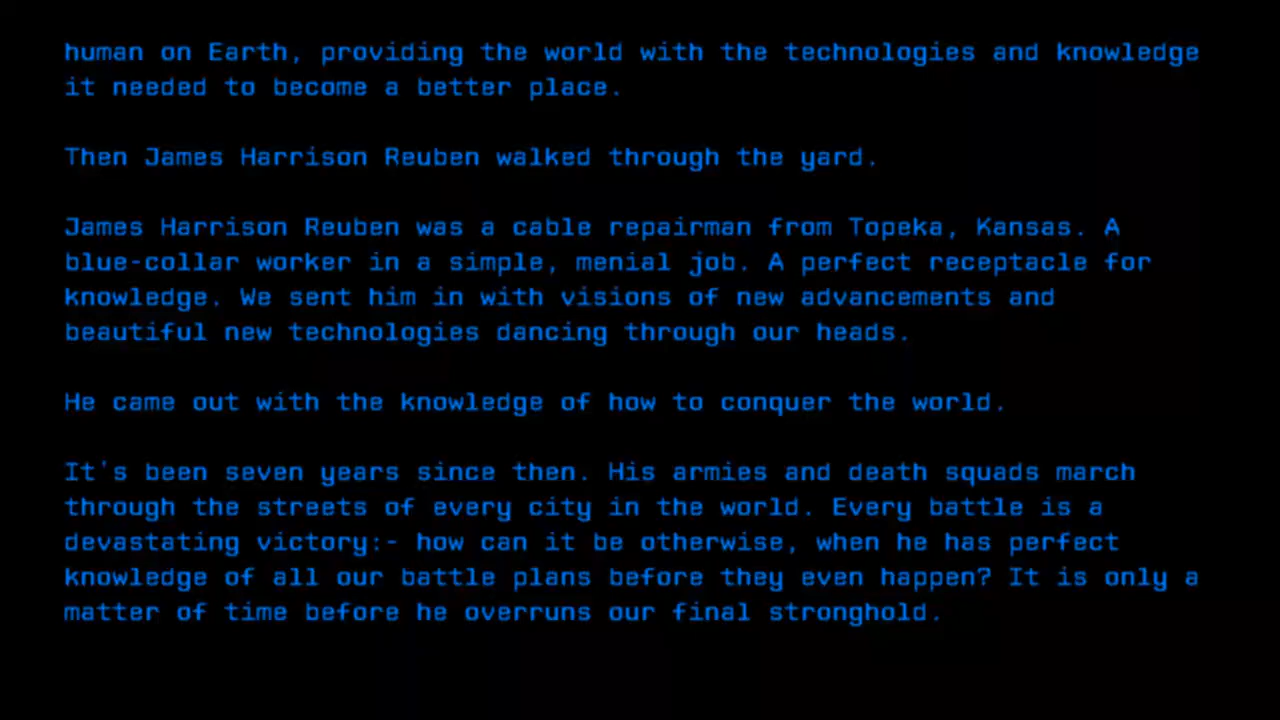 human on Earth, providing the world with the technologies and knowledge
it needed to become a better place.
Then James Harrison Reuben walked through the yard.
James Harrison Reuben was a cable repairman from Topeka, Kansas. A
blue-collar worker in a simple, menial job. A perfect receptacle for
knowledge. We sent him in with visions of new advancements and
beautiful new technologies dancing through our heads.
He came out with the knowledge of how to conquer the world.
It's been seven years since then. His armies and death squads march
through the streets of every city in the world. Every battle is a
devastating victory:- how can it be otherwise, when he has perfect
knowledge of all our battle plans before they even happen? It is only a
matter of time before he overruns our final stronghold.